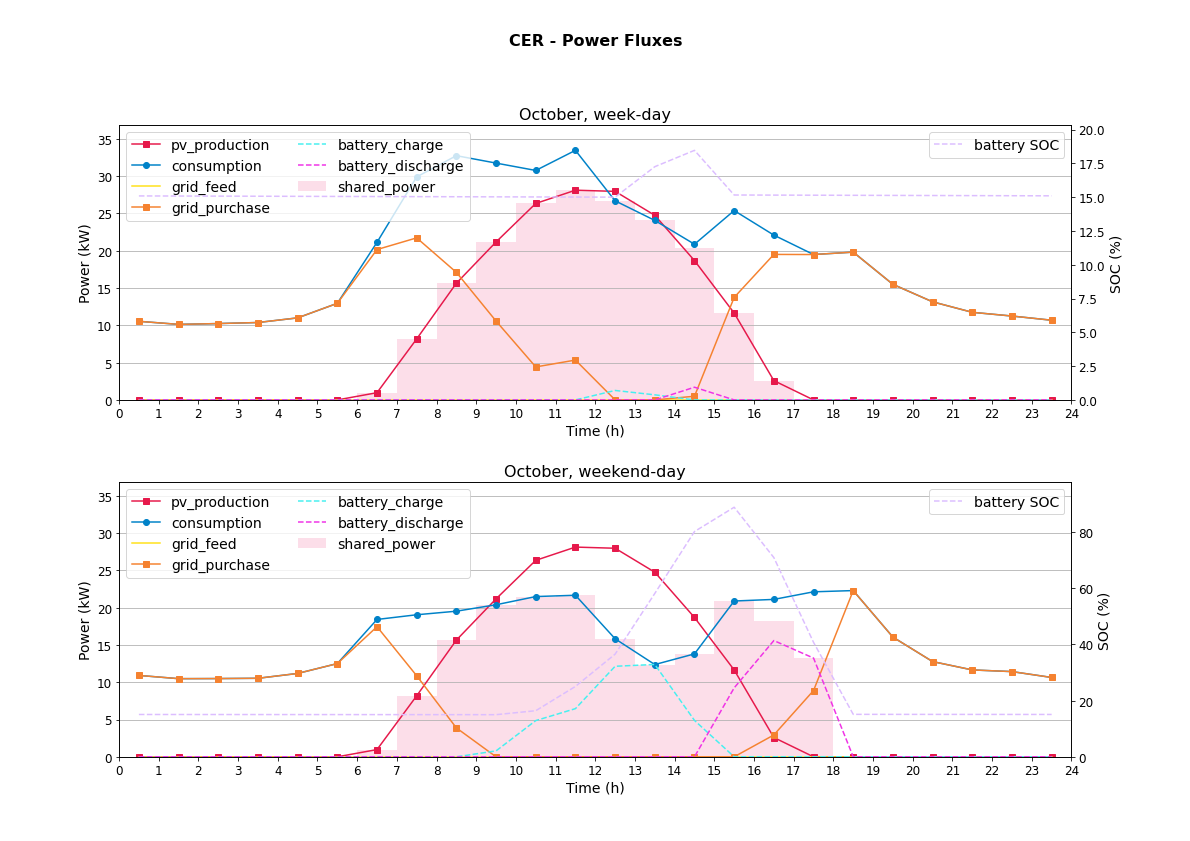 CER - Power Fluxes
October, week-day
pv_production
consumption
grid_feed
grid_purchase
battery_charge
battery_discharge
shared_power
battery SOC
Power (kW)
0
5
10
15
20
25
30
35
SOC (%)
0.0
2.5
5.0
7.5
10.0
12.5
15.0
17.5
20.0
0 1 2 3 4 5 6 7 8 9 10 11 12 13 14 15 16 17 18 19 20 21 22 23 24
Time (h)
October, weekend-day
pv_production
consumption
grid_feed
grid_purchase
battery_charge
battery_discharge
shared_power
battery SOC
Power (kW)
0
5
10
15
20
25
30
35
SOC (%)
0
20
40
60
80
0 1 2 3 4 5 6 7 8 9 10 11 12 13 14 15 16 17 18 19 20 21 22 23 24
Time (h)